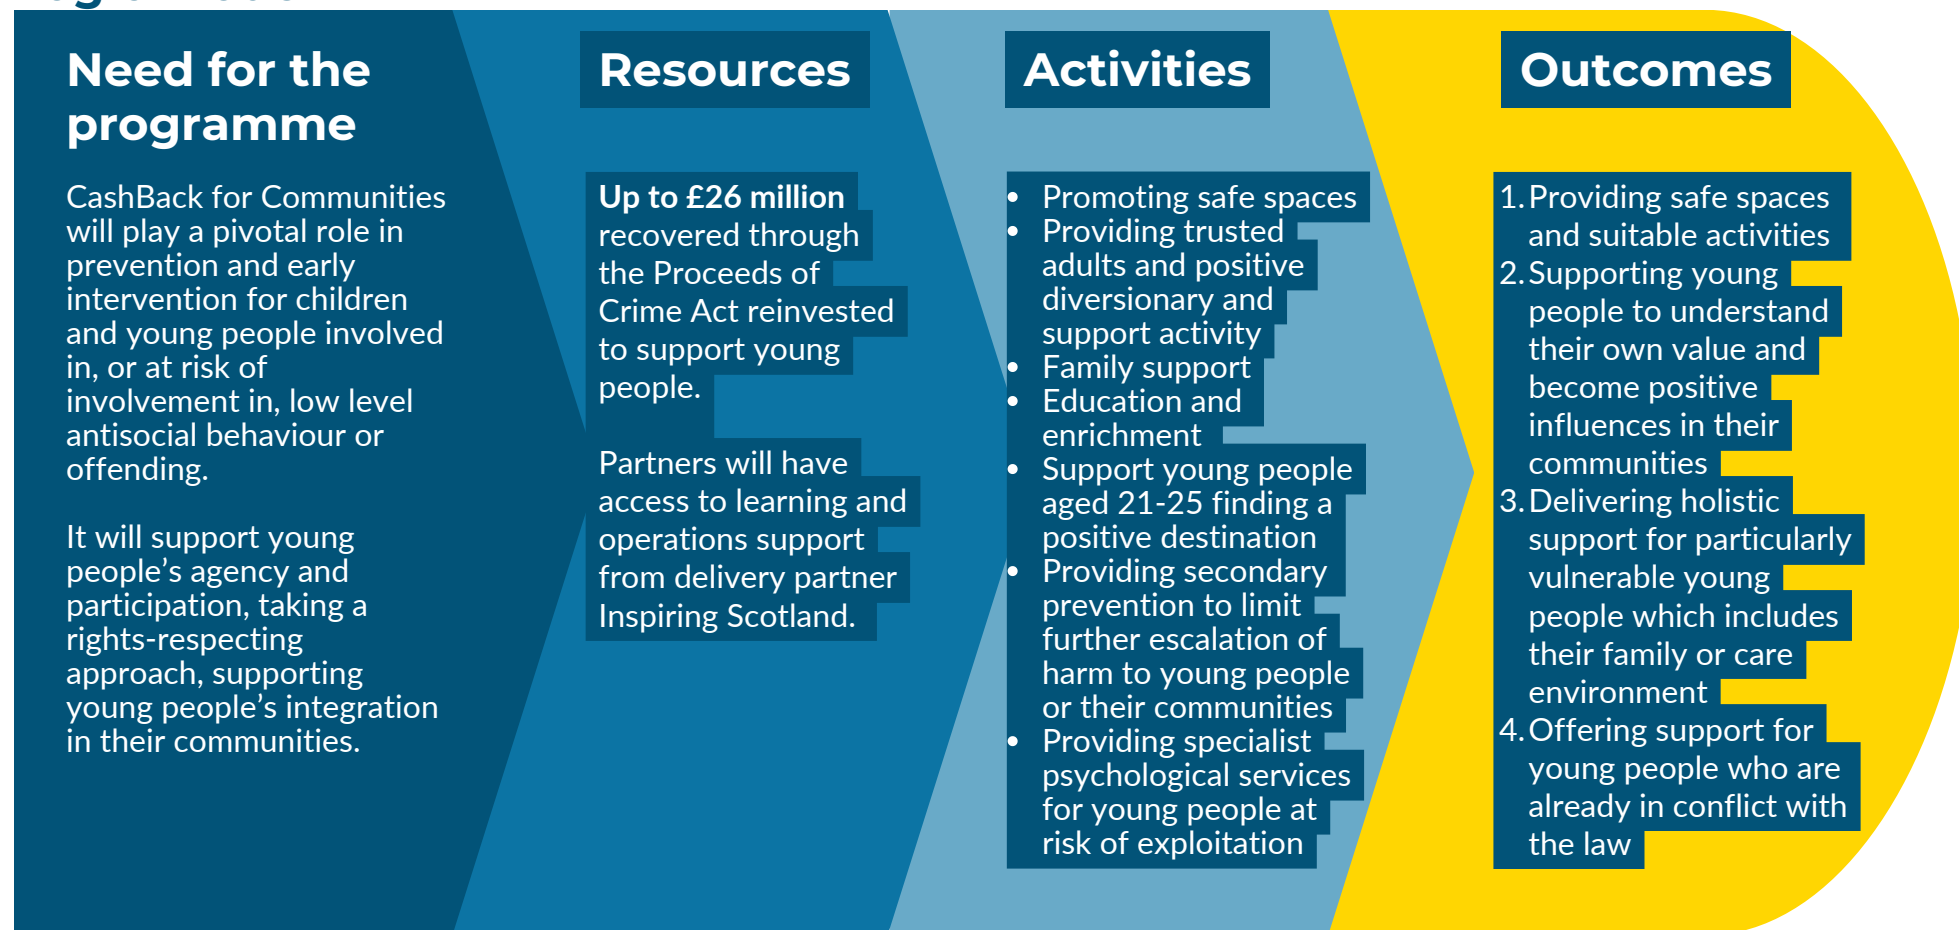 Need for the
programme
CashBack for Communities
will play a pivotal role in
prevention and early
intervention for children
and young people involved
in, or at risk of
involvement in, low level
antisocial behaviour or
offending.
It will support young
people’s agency and
participation, taking a
rights-respecting
approach, supporting
young people’s integration
in their communities.
Resources
Up to £26 million
recovered through
the Proceeds of
Crime Act reinvested
to support young
people.
Partners will have
access to learning and
operations support
from delivery partner
Inspiring Scotland.
Activities
• Promoting safe spaces
• Providing trusted
adults and positive
diversionary and
support activity
• Family support
• Education and
enrichment
• Support young people
aged 21-25 finding a
positive destination
• Providing secondary
prevention to limit
further escalation of
harm to young people
or their communities
• Providing specialist
psychological services
for young people at
risk of exploitation
Outcomes
1. Providing safe spaces
and suitable activities
2. Supporting young
people to understand
their own value and
become positive
influences in their
communities
3. Delivering holistic
support for particularly
vulnerable young
people which includes
their family or care
environment
4. Offering support for
young people who are
already in conflict with
the law